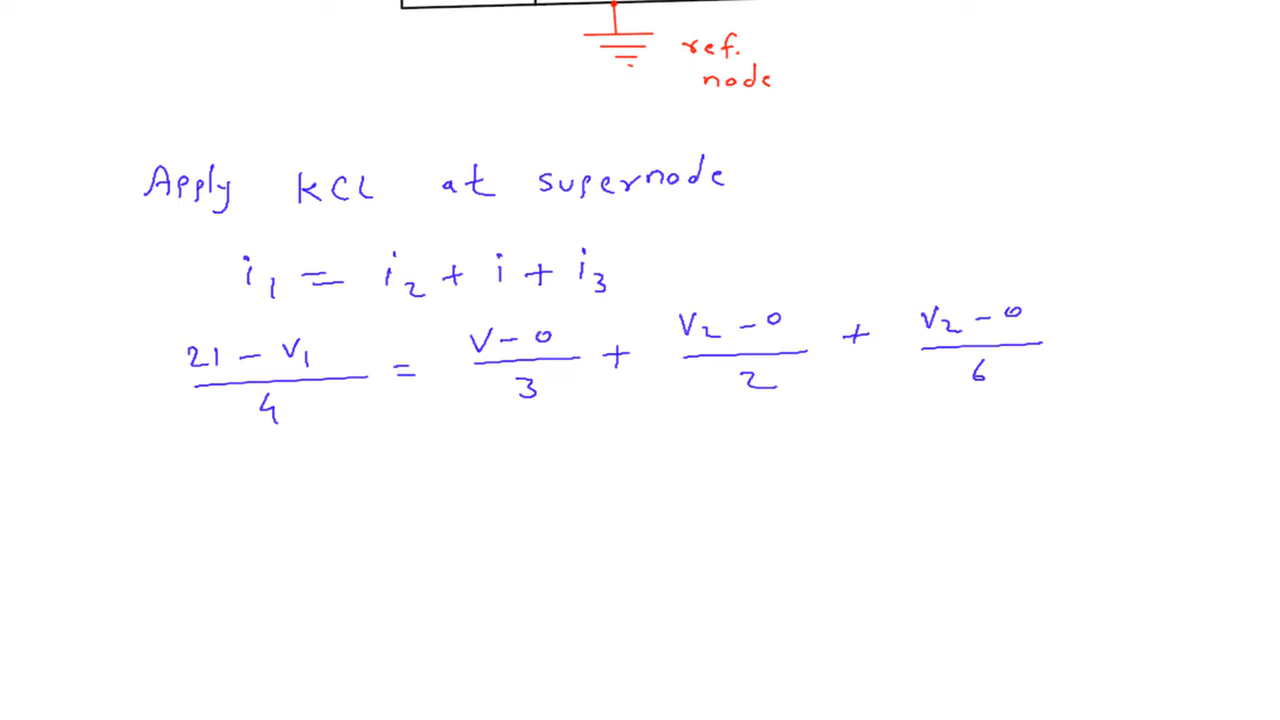 ref.
node
Apply KCL at supernode
i₁ = i₂ + i + i₃
(21 - V₁)/4 = (V - 0)/3 + (V₂ - 0)/2 + (V₂ - 0)/6